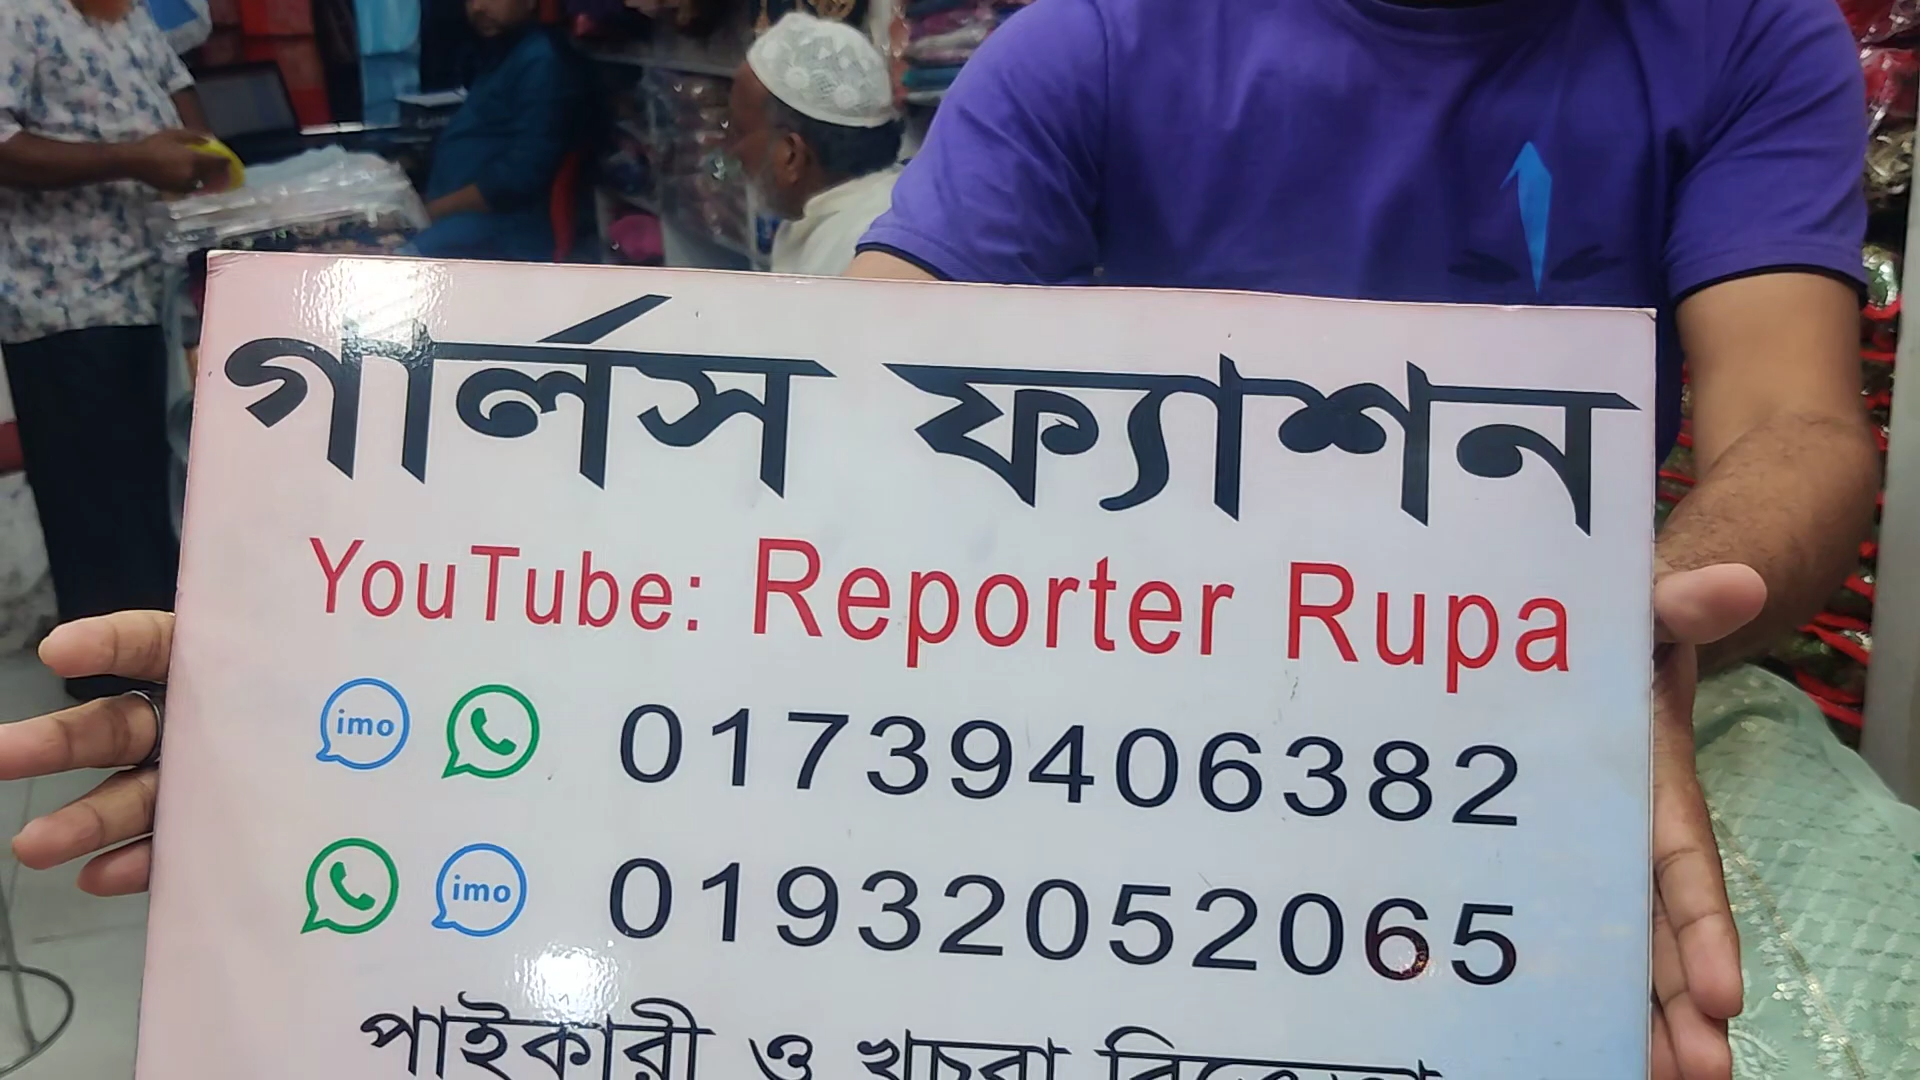 গার্লস ফ্যাশন
YouTube: Reporter Rupa
imo 01739406382
imo 01932052065
পাইকারী ও খুচরা বিক্রেতা